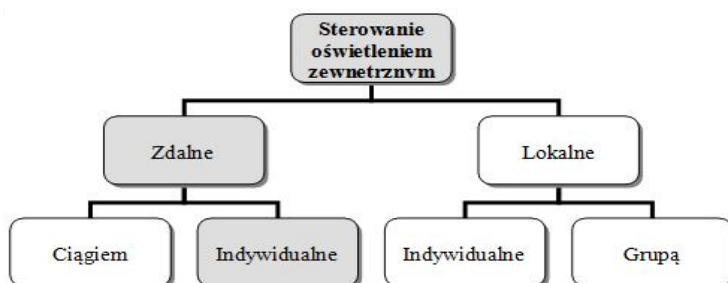 Sterowanie
oświetleniem
zewnetrznym
Zdalne
Lokalne
Ciągiem
Indywidualne
Indywidualne
Grupą